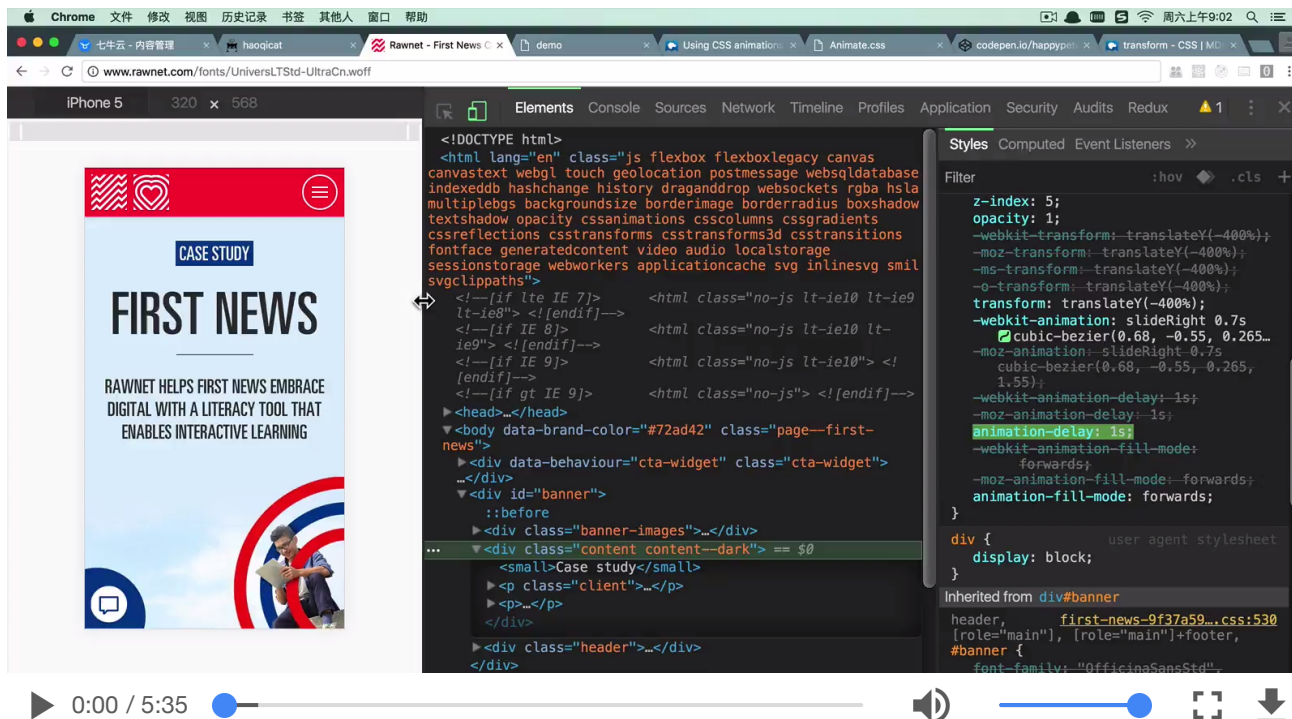 Chrome 文件 修改 视图 历史记录 书签 其他人 窗口 帮助 周六上午9:02
七牛云 - 内容管理 haoqicat Rawnet - First News C demo Using CSS animation Animate.css codepen.io/happype transform - CSS | MD
www.rawnet.com/fonts/UniversLTStd-UltraCn.woff
iPhone 5 320 × 568
Elements Console Sources Network Timeline Profiles Application Security Audits Redux 1
CASE STUDY
FIRST NEWS
RAWNET HELPS FIRST NEWS EMBRACE
DIGITAL WITH A LITERACY TOOL THAT
ENABLES INTERACTIVE LEARNING
<!DOCTYPE html>
<html lang="en" class="js flexbox flexboxlegacy canvas
canvastext webgl touch geolocation postmessage websqldatabase
indexeddb hashchange history draganddrop websockets rgba hsla
multiplebgs backgroundsize borderimage borderradius boxshadow
textshadow opacity cssanimations csscolumns cssgradients
cssreflections csstransforms csstransforms3d csstransitions
fontface generatedcontent video audio localstorage
sessionstorage webworkers applicationcache svg inlinesvg smil
svgclippaths">
<!--[if lte IE 7]> <html class="no-js lt-ie10 lt-ie9
lt-ie8"> <![endif]-->
<!--[if IE 8]> <html class="no-js lt-ie10 lt-
ie9"> <![endif]-->
<!--[if IE 9]> <html class="no-js lt-ie10"> <!
[endif]-->
<!--[if gt IE 9]> <html class="no-js"> <![endif]-->
<head>…</head>
<body data-brand-color="#72ad42" class="page--first-
news">
<div data-behaviour="cta-widget" class="cta-widget">
…</div>
<div id="banner">
::before
<div class="banner-images">…</div>
<div class="content content--dark"> == $0
<small>Case study</small>
<p class="client">…</p>
<p>…</p>
</div>
<div class="header">…</div>
</div>
Styles Computed Event Listeners »
Filter :hov .cls +
z-index: 5;
opacity: 1;
-webkit-transform: translateY(-400%);
-moz-transform: translateY(-400%);
-ms-transform: translateY(-400%);
-o-transform: translateY(-400%);
transform: translateY(-400%);
-webkit-animation: slideRight 0.7s
cubic-bezier(0.68, -0.55, 0.265…
-moz-animation: slideRight 0.7s
cubic-bezier(0.68, -0.55, 0.265,
1.55);
-webkit-animation-delay: 1s;
-moz-animation-delay: 1s;
animation-delay: 1s;
-webkit-animation-fill-mode:
forwards;
-moz-animation-fill-mode: forwards;
animation-fill-mode: forwards;
}
div { user agent stylesheet
display: block;
}
Inherited from div#banner
header, first-news-9f37a59….css:530
[role="main"], [role="main"]+footer,
#banner {
font-family: "OfficinaSansStd",
0:00 / 5:35